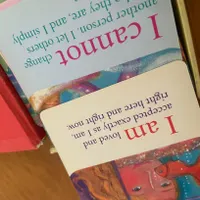 I cannot
change
another person. I let others
they are, and I simply
I am
loved and
accepted exactly as I am,
right here and right now.